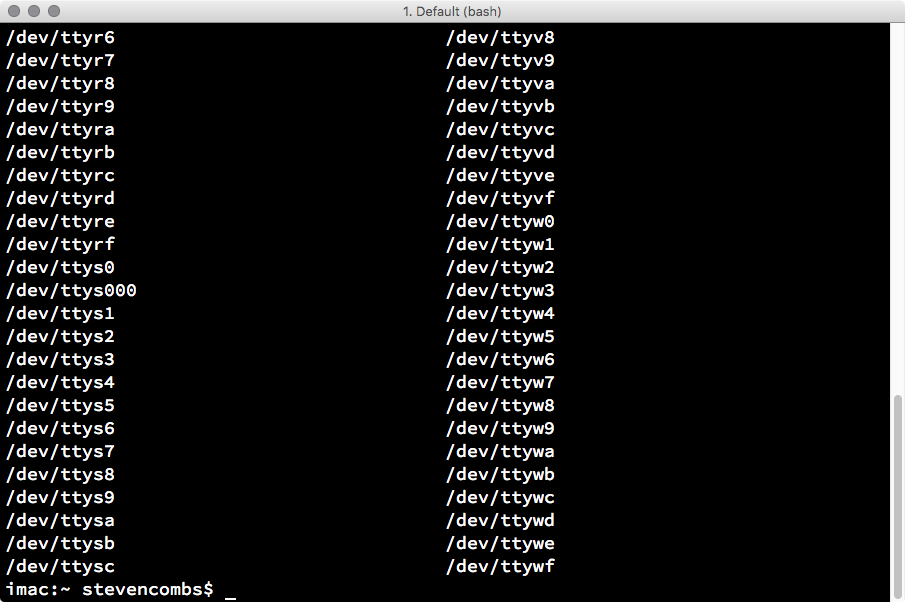 1. Default (bash)
/dev/ttyr6 /dev/ttyv8
/dev/ttyr7 /dev/ttyv9
/dev/ttyr8 /dev/ttyva
/dev/ttyr9 /dev/ttyvb
/dev/ttyra /dev/ttyvc
/dev/ttyrb /dev/ttyvd
/dev/ttyrc /dev/ttyve
/dev/ttyrd /dev/ttyvf
/dev/ttyre /dev/ttyw0
/dev/ttyrf /dev/ttyw1
/dev/ttys0 /dev/ttyw2
/dev/ttys000 /dev/ttyw3
/dev/ttys1 /dev/ttyw4
/dev/ttys2 /dev/ttyw5
/dev/ttys3 /dev/ttyw6
/dev/ttys4 /dev/ttyw7
/dev/ttys5 /dev/ttyw8
/dev/ttys6 /dev/ttyw9
/dev/ttys7 /dev/ttywa
/dev/ttys8 /dev/ttywb
/dev/ttys9 /dev/ttywc
/dev/ttysa /dev/ttywd
/dev/ttysb /dev/ttywe
/dev/ttysc /dev/ttywf
imac:~ stevencombs$ _